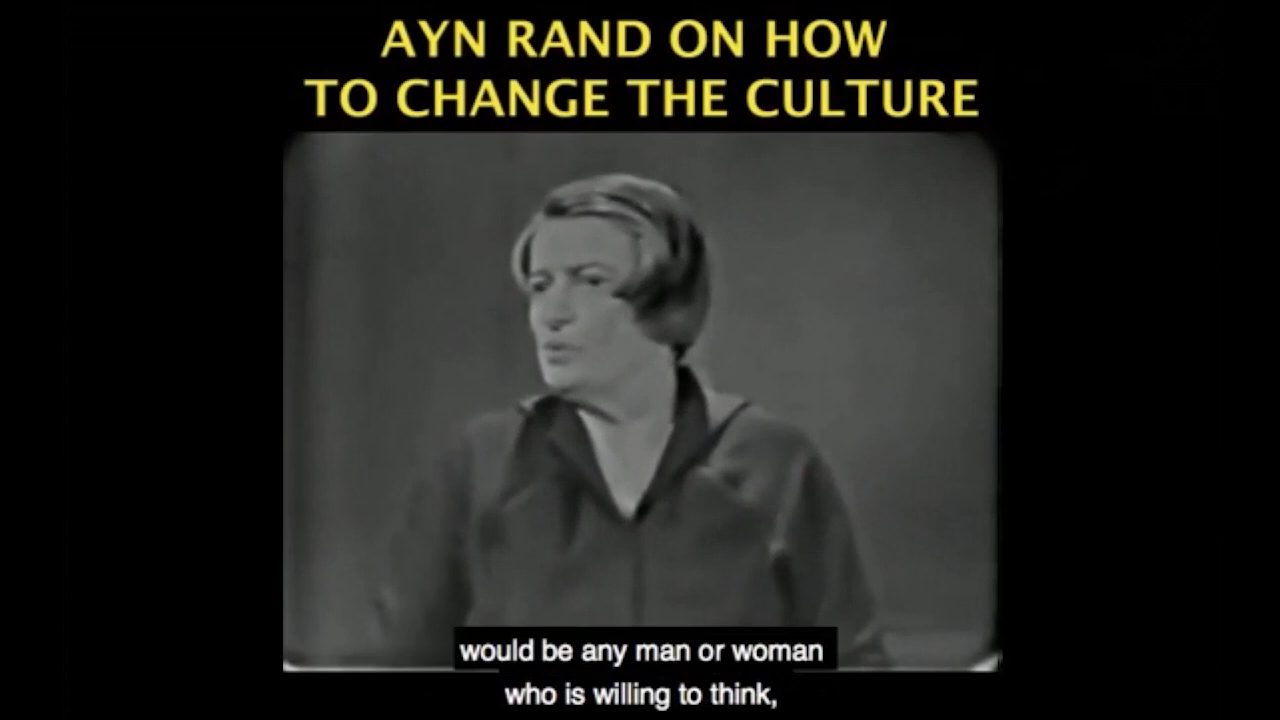 AYN RAND ON HOW
TO CHANGE THE CULTURE
would be any man or woman
who is willing to think,